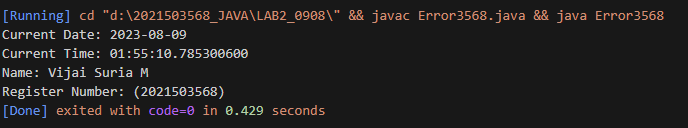 [Running] cd "d:\2021503568_JAVA\LAB2_0908\" && javac Error3568.java && java Error3568
Current Date: 2023-08-09
Current Time: 01:55:10.785300600
Name: Vijai Suria M
Register Number: (2021503568)
[Done] exited with code=0 in 0.429 seconds